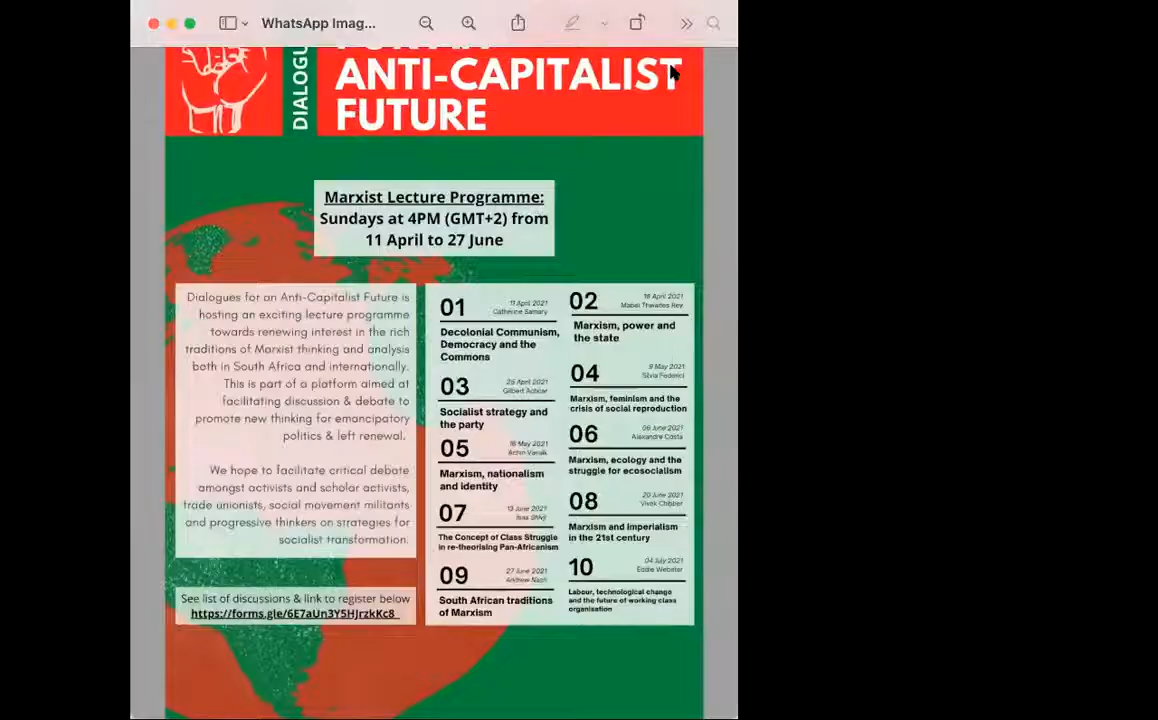 WhatsApp Imag...
DIALOGU
ANTI-CAPITALIST
FUTURE
Marxist Lecture Programme:
Sundays at 4PM (GMT+2) from
11 April to 27 June
Dialogues for an Anti-Capitalist Future is
hosting an exciting lecture programme
towards renewing interest in the rich
traditions of Marxist thinking and analysis
both in South Africa and internationally.
This is part of a platform aimed at
facilitating discussion & debate to
promote new thinking for emancipatory
politics & left renewal.
We hope to facilitate critical debate
amongst activists and scholar activists,
trade unionists, social movement militants
and progressive thinkers on strategies for
socialist transformation.
See list of discussions & link to register below
https://forms.gle/6E7aUn3Y5HJrzkKc8
01
11 April 2021
Catherine Samary
Decolonial Communism,
Democracy and the
Commons
02
18 April 2021
Mabel Thwaites Rey
Marxism, power and
the state
03
25 April 2021
Gilbert Achcar
Socialist strategy and
the party
04
9 May 2021
Silvia Federici
Marxism, feminism and the
crisis of social reproduction
05
16 May 2021
Achin Vanaik
Marxism, nationalism
and identity
06
06 June 2021
Alexandre Costa
Marxism, ecology and the
struggle for ecosocialism
07
13 June 2021
Issa Shivji
The Concept of Class Struggle
in re-theorising Pan-Africanism
08
20 June 2021
Vivek Chibber
Marxism and imperialism
in the 21st century
09
27 June 2021
Andrew Nash
South African traditions
of Marxism
10
04 July 2021
Eddie Webster
Labour, technological change
and the future of working class
organisation